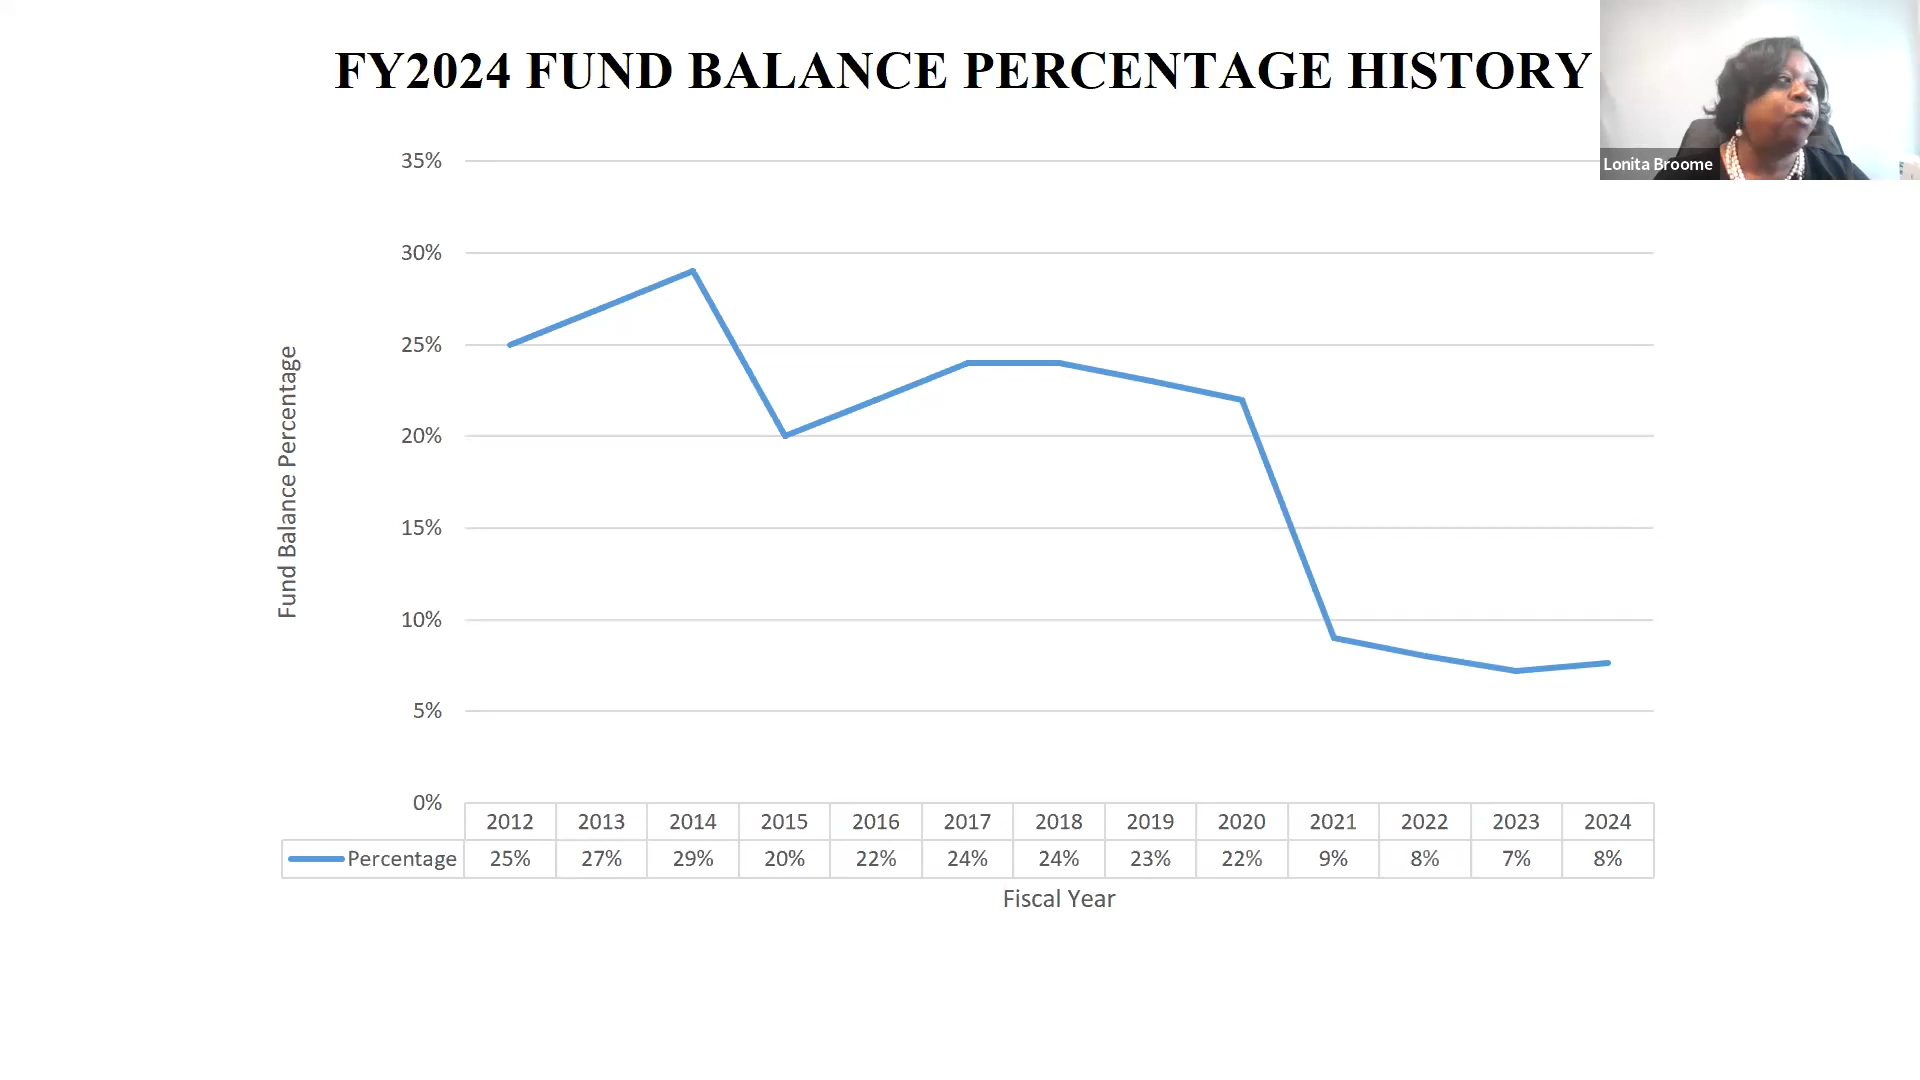 FY2024 FUND BALANCE PERCENTAGE HISTORY
Lonita Broome
35%
30%
25%
20%
15%
10%
5%
0%
Fund Balance Percentage
2012 2013 2014 2015 2016 2017 2018 2019 2020 2021 2022 2023 2024
Percentage 25% 27% 29% 20% 22% 24% 24% 23% 22% 9% 8% 7% 8%
Fiscal Year